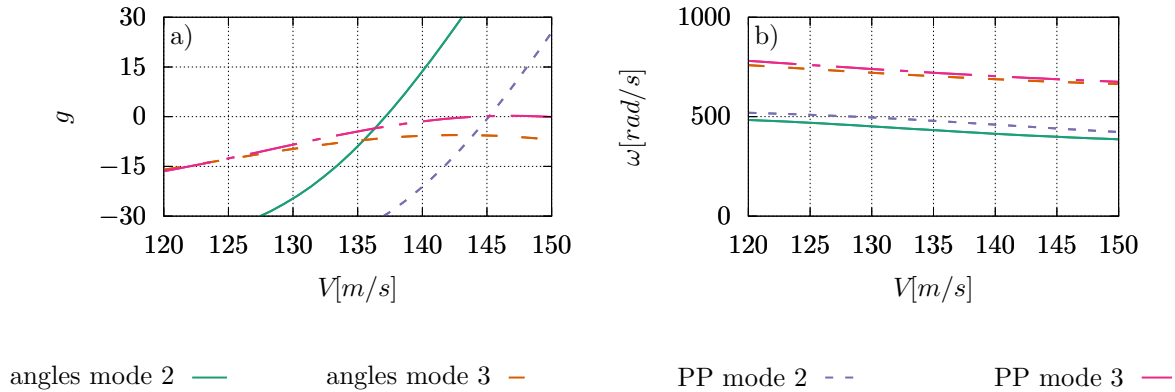 a)
30
15
0
−15
−30
g
120 125 130 135 140 145 150
V[m/s]
b)
1000
500
0
ω[rad/s]
120 125 130 135 140 145 150
V[m/s]
angles mode 2 angles mode 3 PP mode 2 PP mode 3